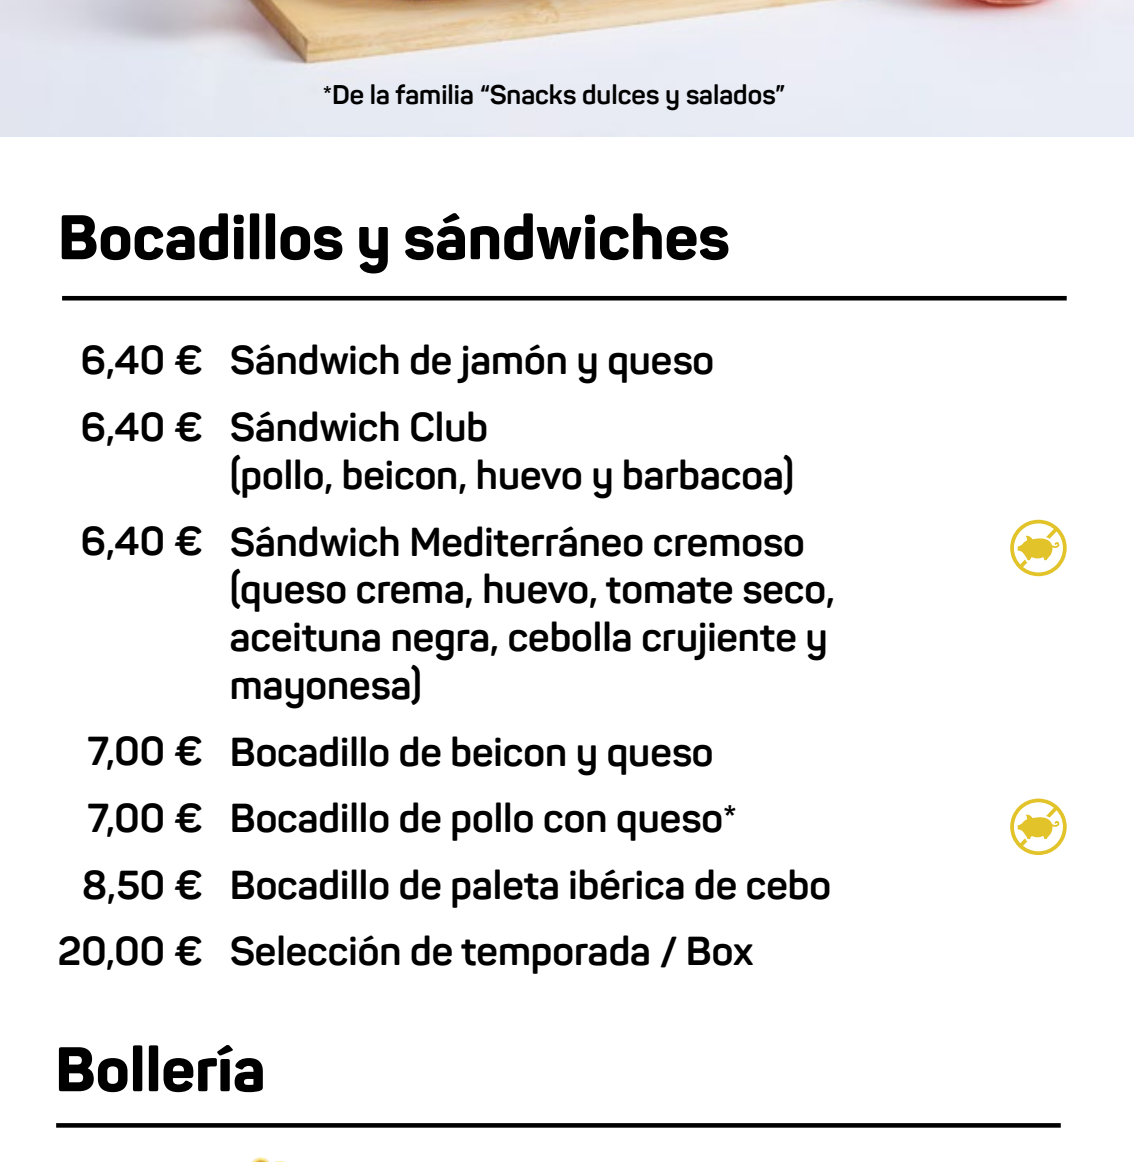 *De la familia “Snacks dulces y salados”
Bocadillos y sándwiches
6,40 € Sándwich de jamón y queso
6,40 € Sándwich Club
(pollo, beicon, huevo y barbacoa)
6,40 € Sándwich Mediterráneo cremoso
(queso crema, huevo, tomate seco,
aceituna negra, cebolla crujiente y
mayonesa)
7,00 € Bocadillo de beicon y queso
7,00 € Bocadillo de pollo con queso*
8,50 € Bocadillo de paleta ibérica de cebo
20,00 € Selección de temporada / Box
Bollería